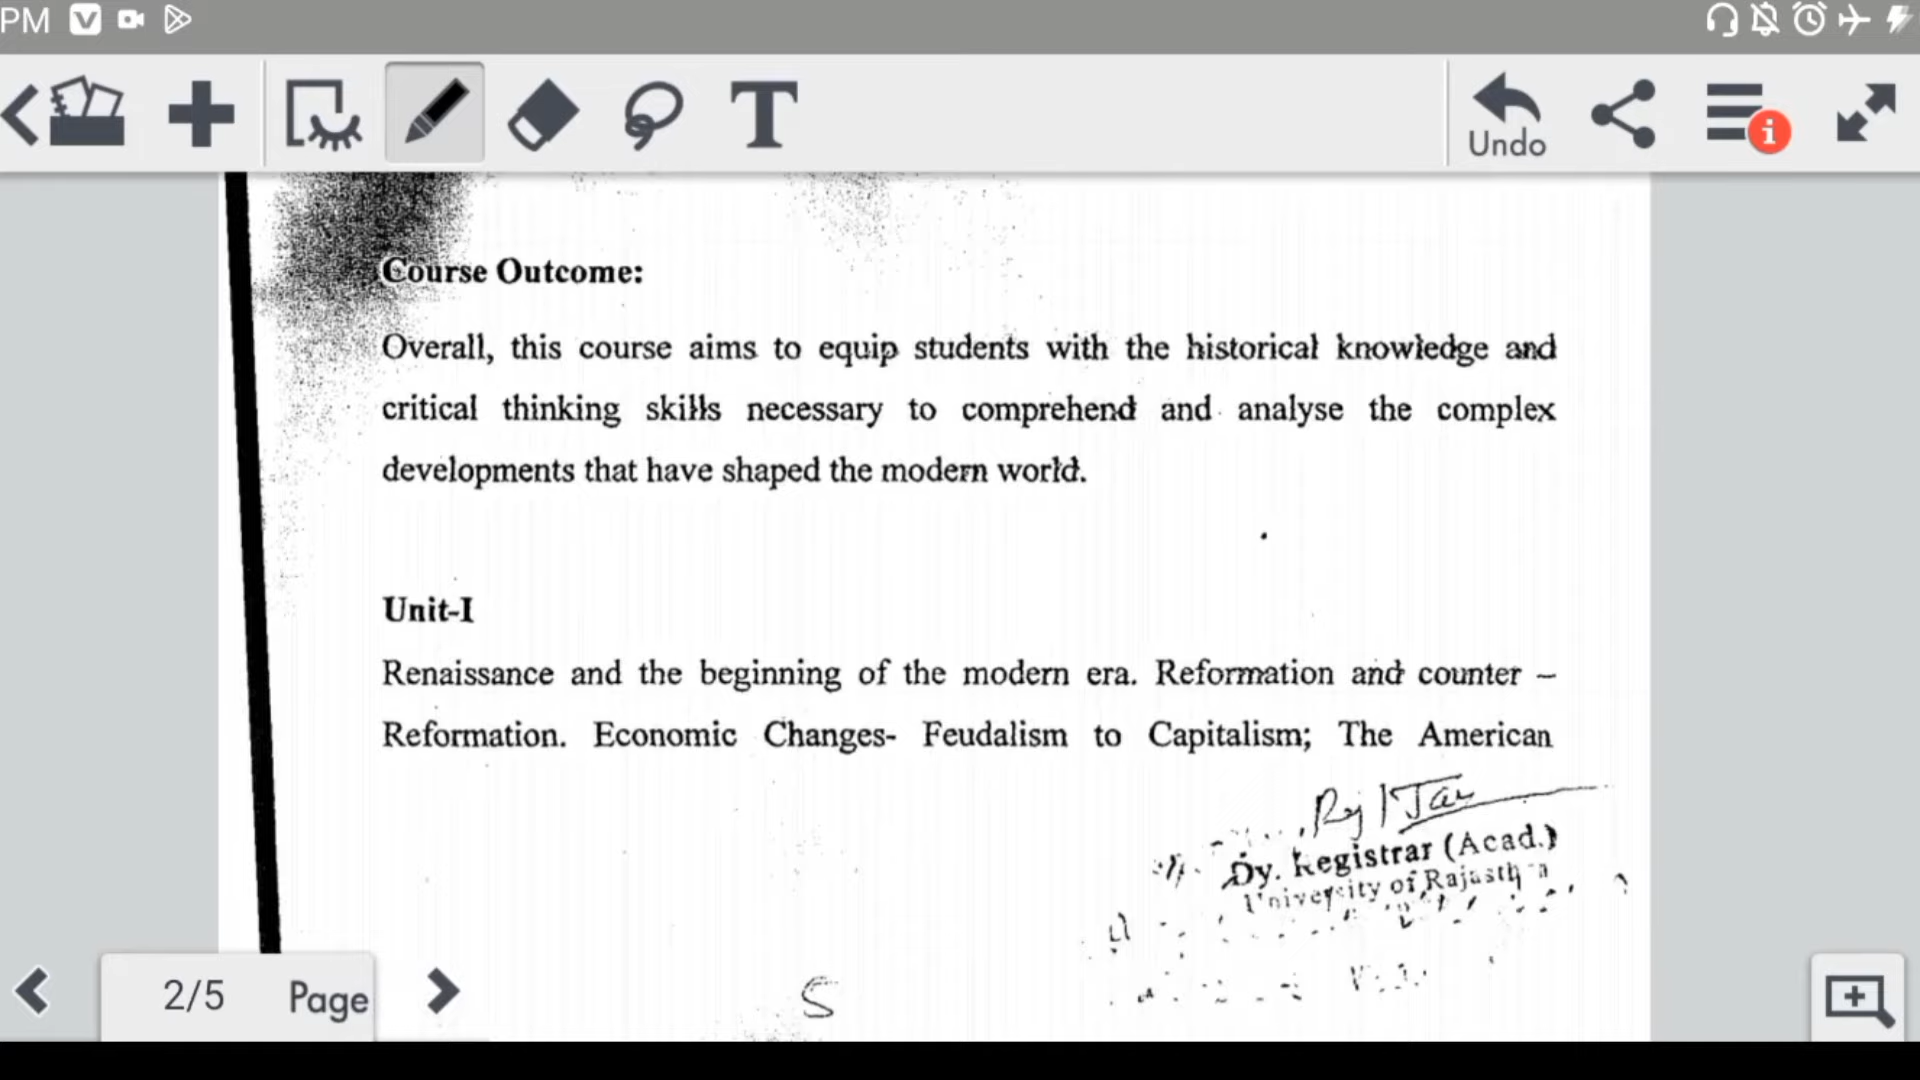 PM
Undo
Course Outcome:
Overall, this course aims to equip students with the historical knowledge and
critical thinking skills necessary to comprehend and analyse the complex
developments that have shaped the modern world.
Unit-I
Renaissance and the beginning of the modern era. Reformation and counter –
Reformation. Economic Changes- Feudalism to Capitalism; The American
Dy. Registrar (Acad.)
University of
2/5 Page